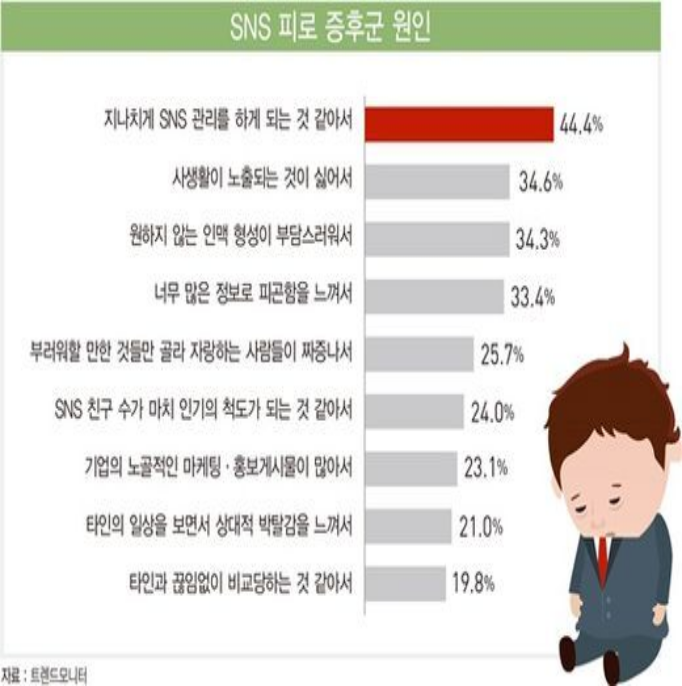 SNS 피로 증후군 원인
지나치게 SNS 관리를 하게 되는 것 같아서 44.4%
사생활이 노출되는 것이 싫어서 34.6%
원하지 않는 인맥 형성이 부담스러워서 34.3%
너무 많은 정보로 피곤함을 느껴서 33.4%
부러워할 만한 것들만 골라 자랑하는 사람들이 짜증나서 25.7%
SNS 친구 수가 마치 인기의 척도가 되는 것 같아서 24.0%
기업의 노골적인 마케팅·홍보게시물이 많아서 23.1%
타인의 일상을 보면서 상대적 박탈감을 느껴서 21.0%
타인과 끊임없이 비교당하는 것 같아서 19.8%
자료 : 트렌드모니터